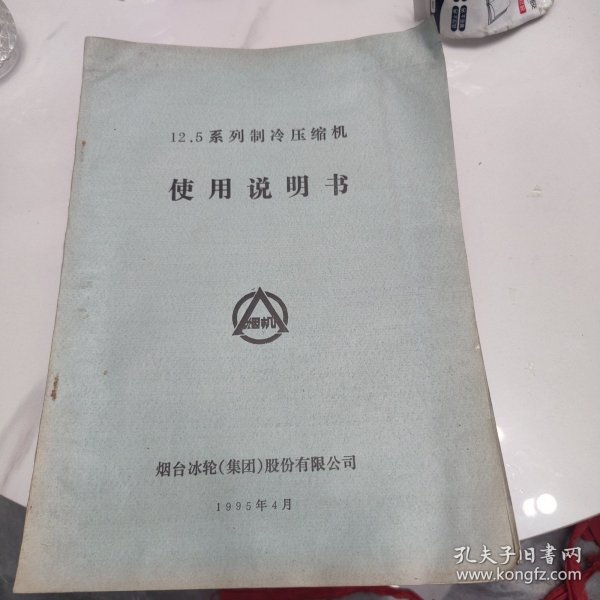 12.5系列制冷压缩机
使用说明书
烟机
烟台冰轮(集团)股份有限公司
1995年4月
孔夫子旧书网
www.kongfz.com